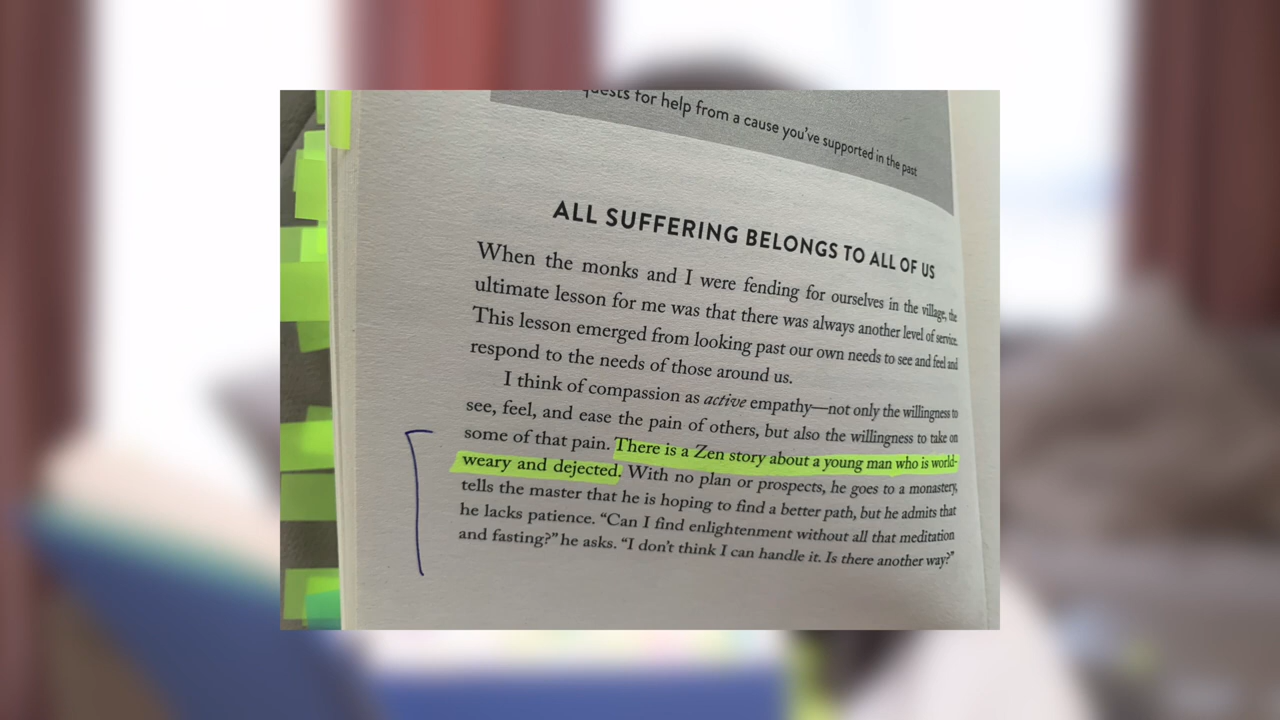 quests for help from a cause you've supported in the past
ALL SUFFERING BELONGS TO ALL OF US
When the monks and I were fending for ourselves in the village, the
ultimate lesson for me was that there was always another level of service.
This lesson emerged from looking past our own needs to see and feel and
respond to the needs of those around us.
I think of compassion as active empathy—not only the willingness to
see, feel, and ease the pain of others, but also the willingness to take on
some of that pain. There is a Zen story about a young man who is world-
weary and dejected. With no plan or prospects, he goes to a monastery,
tells the master that he is hoping to find a better path, but he admits that
he lacks patience. “Can I find enlightenment without all that meditation
and fasting?” he asks. “I don’t think I can handle it. Is there another way?”